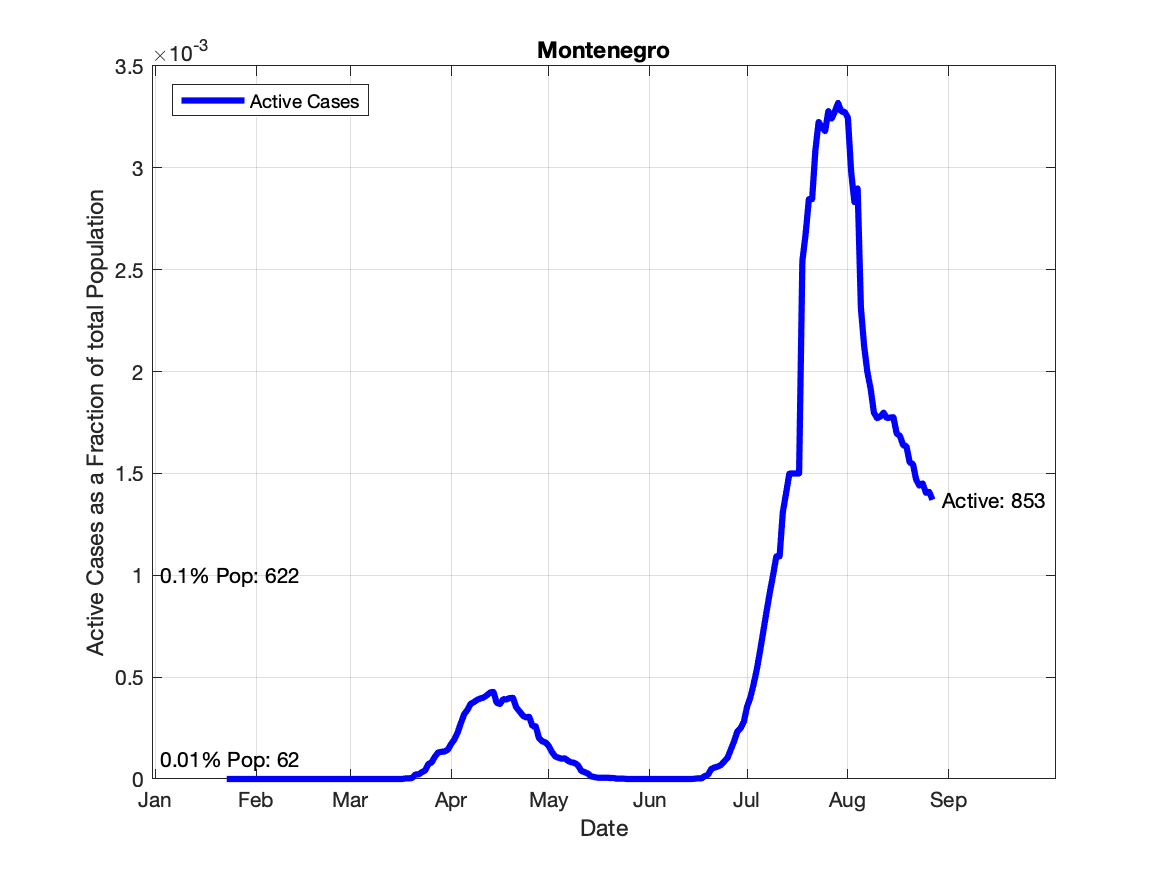 Montenegro
×10-3
3.5
3
2.5
2
1.5
1
0.5
0
Active Cases as a Fraction of total Population
Active Cases
Active: 853
0.1% Pop: 622
0.01% Pop: 62
Jan Feb Mar Apr May Jun Jul Aug Sep
Date